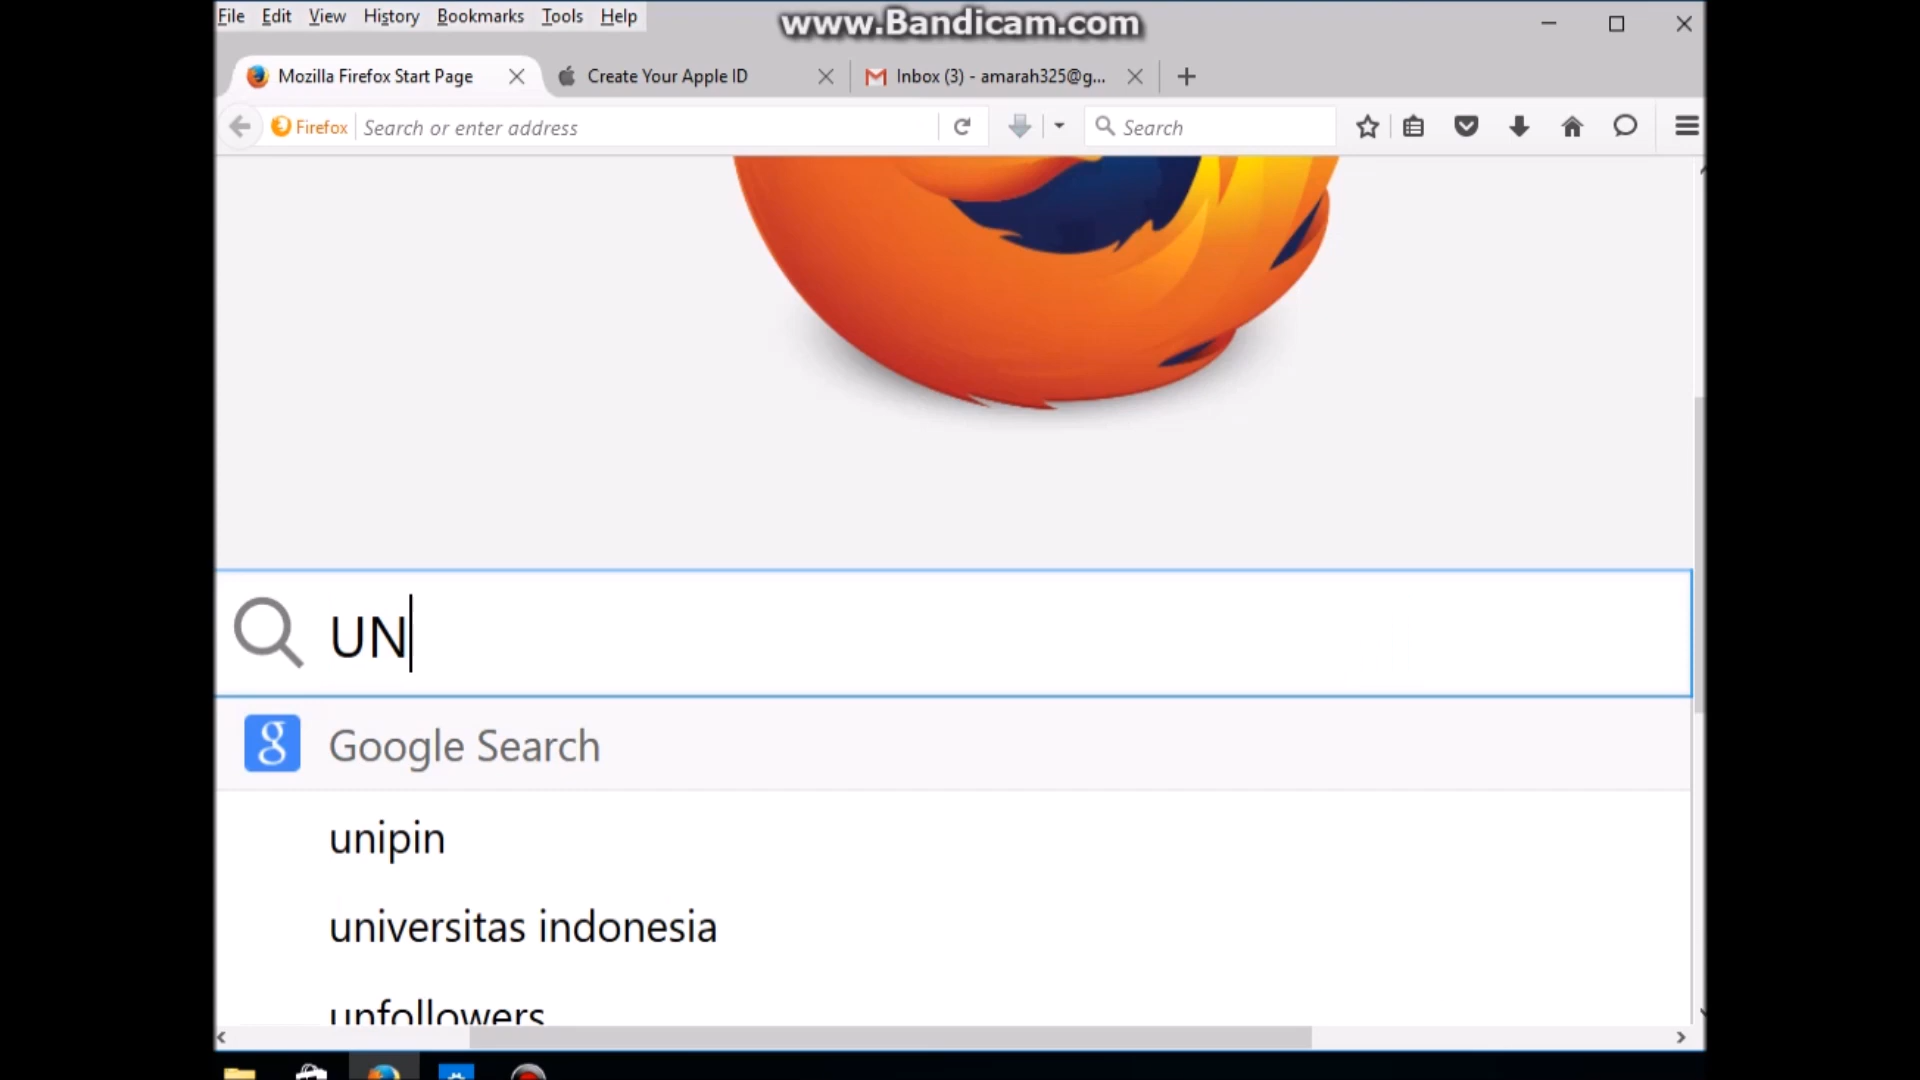 www.Bandicam.com
File Edit View History Bookmarks Tools Help
Mozilla Firefox Start Page Create Your Apple ID Inbox (3) - amarah325@g...
Firefox Search or enter address Search
UN
g Google Search
unipin
universitas indonesia
unfollowers